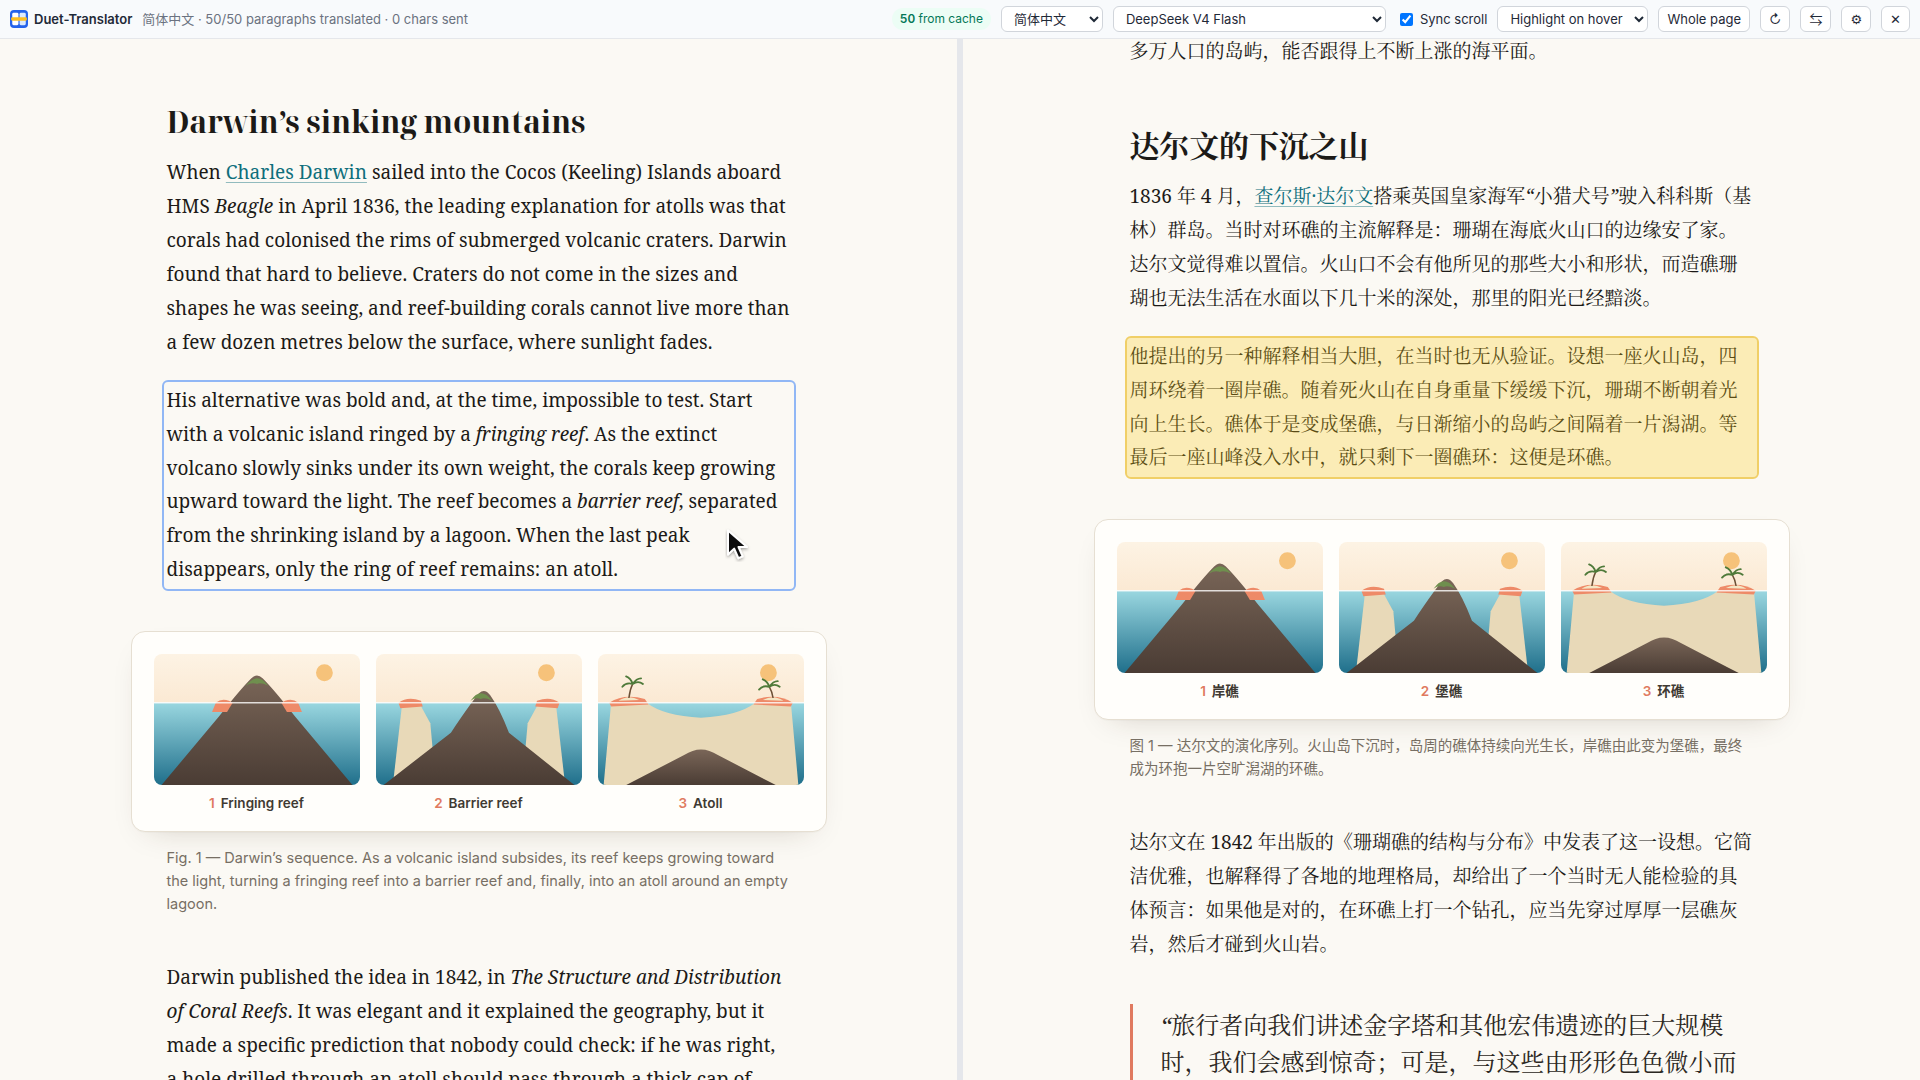 Duet-Translator 简体中文 · 50/50 paragraphs translated · 0 chars sent
50 from cache
简体中文
DeepSeek V4 Flash
Sync scroll
Highlight on hover
Whole page
Darwin’s sinking mountains
When Charles Darwin sailed into the Cocos (Keeling) Islands aboard
HMS Beagle in April 1836, the leading explanation for atolls was that
corals had colonised the rims of submerged volcanic craters. Darwin
found that hard to believe. Craters do not come in the sizes and
shapes he was seeing, and reef-building corals cannot live more than
a few dozen metres below the surface, where sunlight fades.
His alternative was bold and, at the time, impossible to test. Start
with a volcanic island ringed by a fringing reef. As the extinct
volcano slowly sinks under its own weight, the corals keep growing
upward toward the light. The reef becomes a barrier reef, separated
from the shrinking island by a lagoon. When the last peak
disappears, only the ring of reef remains: an atoll.
1 Fringing reef
2 Barrier reef
3 Atoll
Fig. 1 — Darwin’s sequence. As a volcanic island subsides, its reef keeps growing toward
the light, turning a fringing reef into a barrier reef and, finally, into an atoll around an empty
lagoon.
Darwin published the idea in 1842, in The Structure and Distribution
of Coral Reefs. It was elegant and it explained the geography, but it
made a specific prediction that nobody could check: if he was right,
a hole drilled through an atoll should pass through a thick cap of
多万人口的岛屿，能否跟得上不断上涨的海平面。
达尔文的下沉之山
1836 年 4 月，查尔斯·达尔文搭乘英国皇家海军“小猎犬号”驶入科科斯（基
林）群岛。当时对环礁的主流解释是：珊瑚在海底火山口的边缘安了家。
达尔文觉得难以置信。火山口不会有他所见的那些大小和形状，而造礁珊
瑚也无法生活在水面以下几十米的深处，那里的阳光已经黯淡。
他提出的另一种解释相当大胆，在当时也无从验证。设想一座火山岛，四
周环绕着一圈岸礁。随着死火山在自身重量下缓缓下沉，珊瑚不断朝着光
向上生长。礁体于是变成堡礁，与日渐缩小的岛屿之间隔着一片潟湖。等
最后一座山峰没入水中，就只剩下一圈礁环：这便是环礁。
1 岸礁
2 堡礁
3 环礁
图 1 — 达尔文的演化序列。火山岛下沉时，岛周的礁体持续向光生长，岸礁由此变为堡礁，最终
成为环抱一片空旷潟湖的环礁。
达尔文在 1842 年出版的《珊瑚礁的结构与分布》中发表了这一设想。它简
洁优雅，也解释得了各地的地理格局，却给出了一个当时无人能检验的具
体预言：如果他是对的，在环礁上打一个钻孔，应当先穿过厚厚一层礁灰
岩，然后才碰到火山岩。
“旅行者向我们讲述金字塔和其他宏伟遗迹的巨大规模
时，我们会感到惊奇；可是，与这些由形形色色微小而